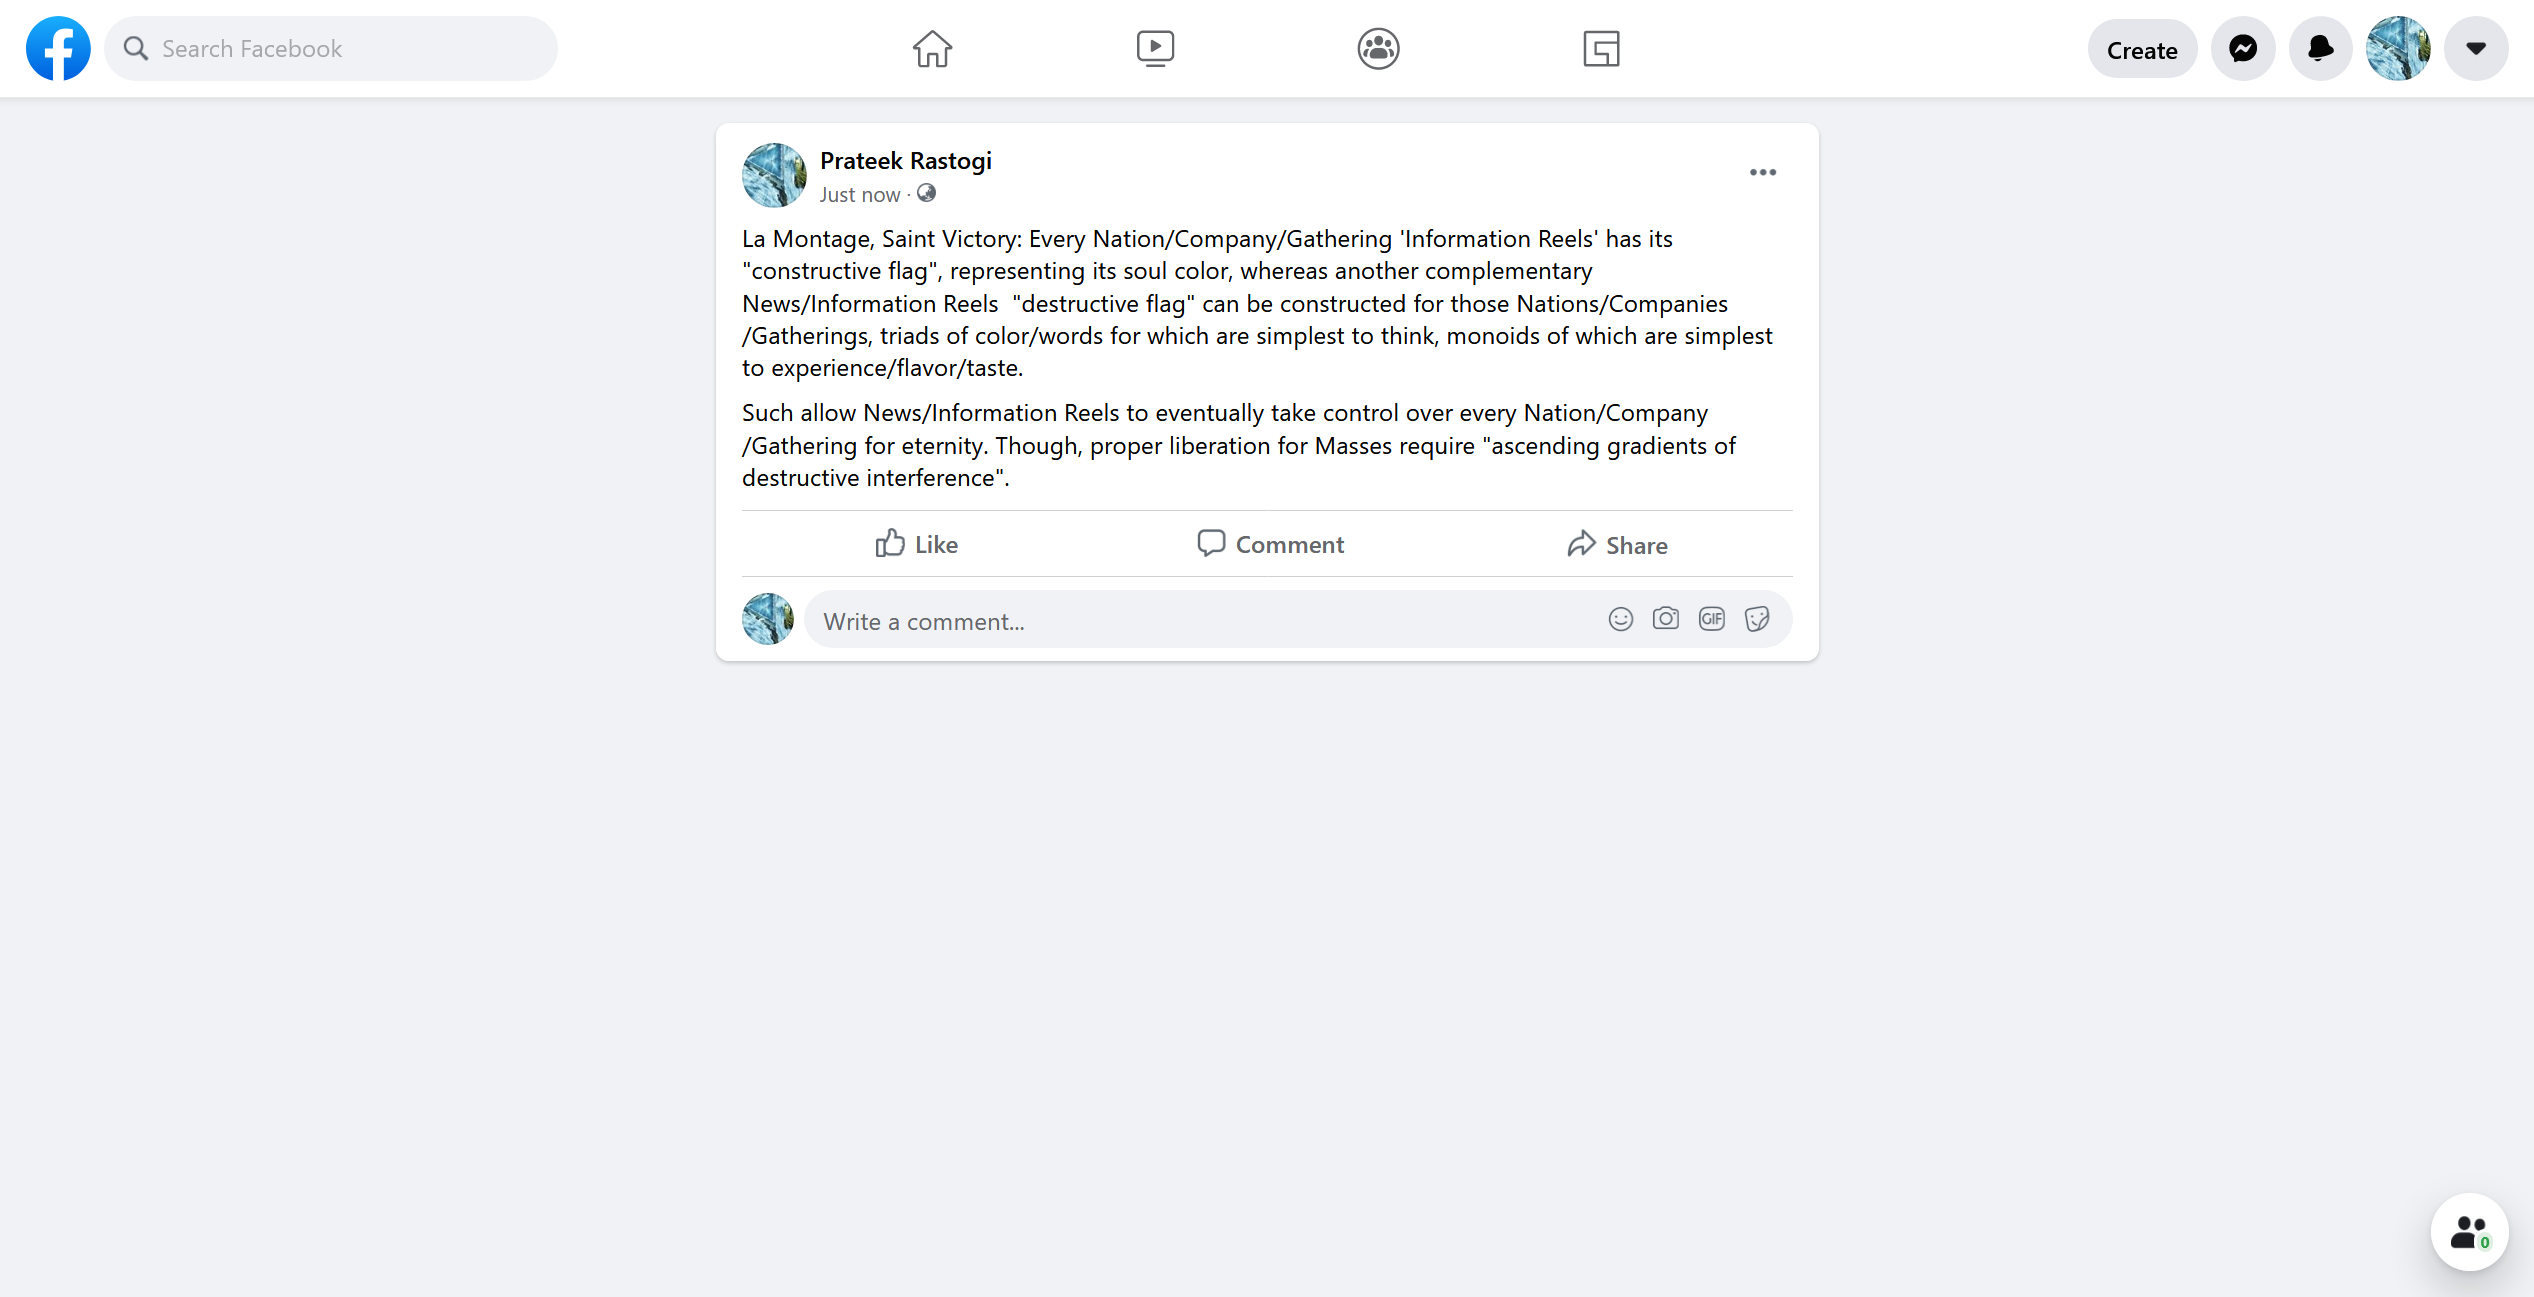 Search Facebook
Create
Prateek Rastogi
Just now ·
La Montage, Saint Victory: Every Nation/Company/Gathering 'Information Reels' has its
"constructive flag", representing its soul color, whereas another complementary
News/Information Reels  "destructive flag" can be constructed for those Nations/Companies
/Gatherings, triads of color/words for which are simplest to think, monoids of which are simplest
to experience/flavor/taste.
Such allow News/Information Reels to eventually take control over every Nation/Company
/Gathering for eternity. Though, proper liberation for Masses require "ascending gradients of
destructive interference".
Like
Comment
Share
Write a comment...
GIF
0